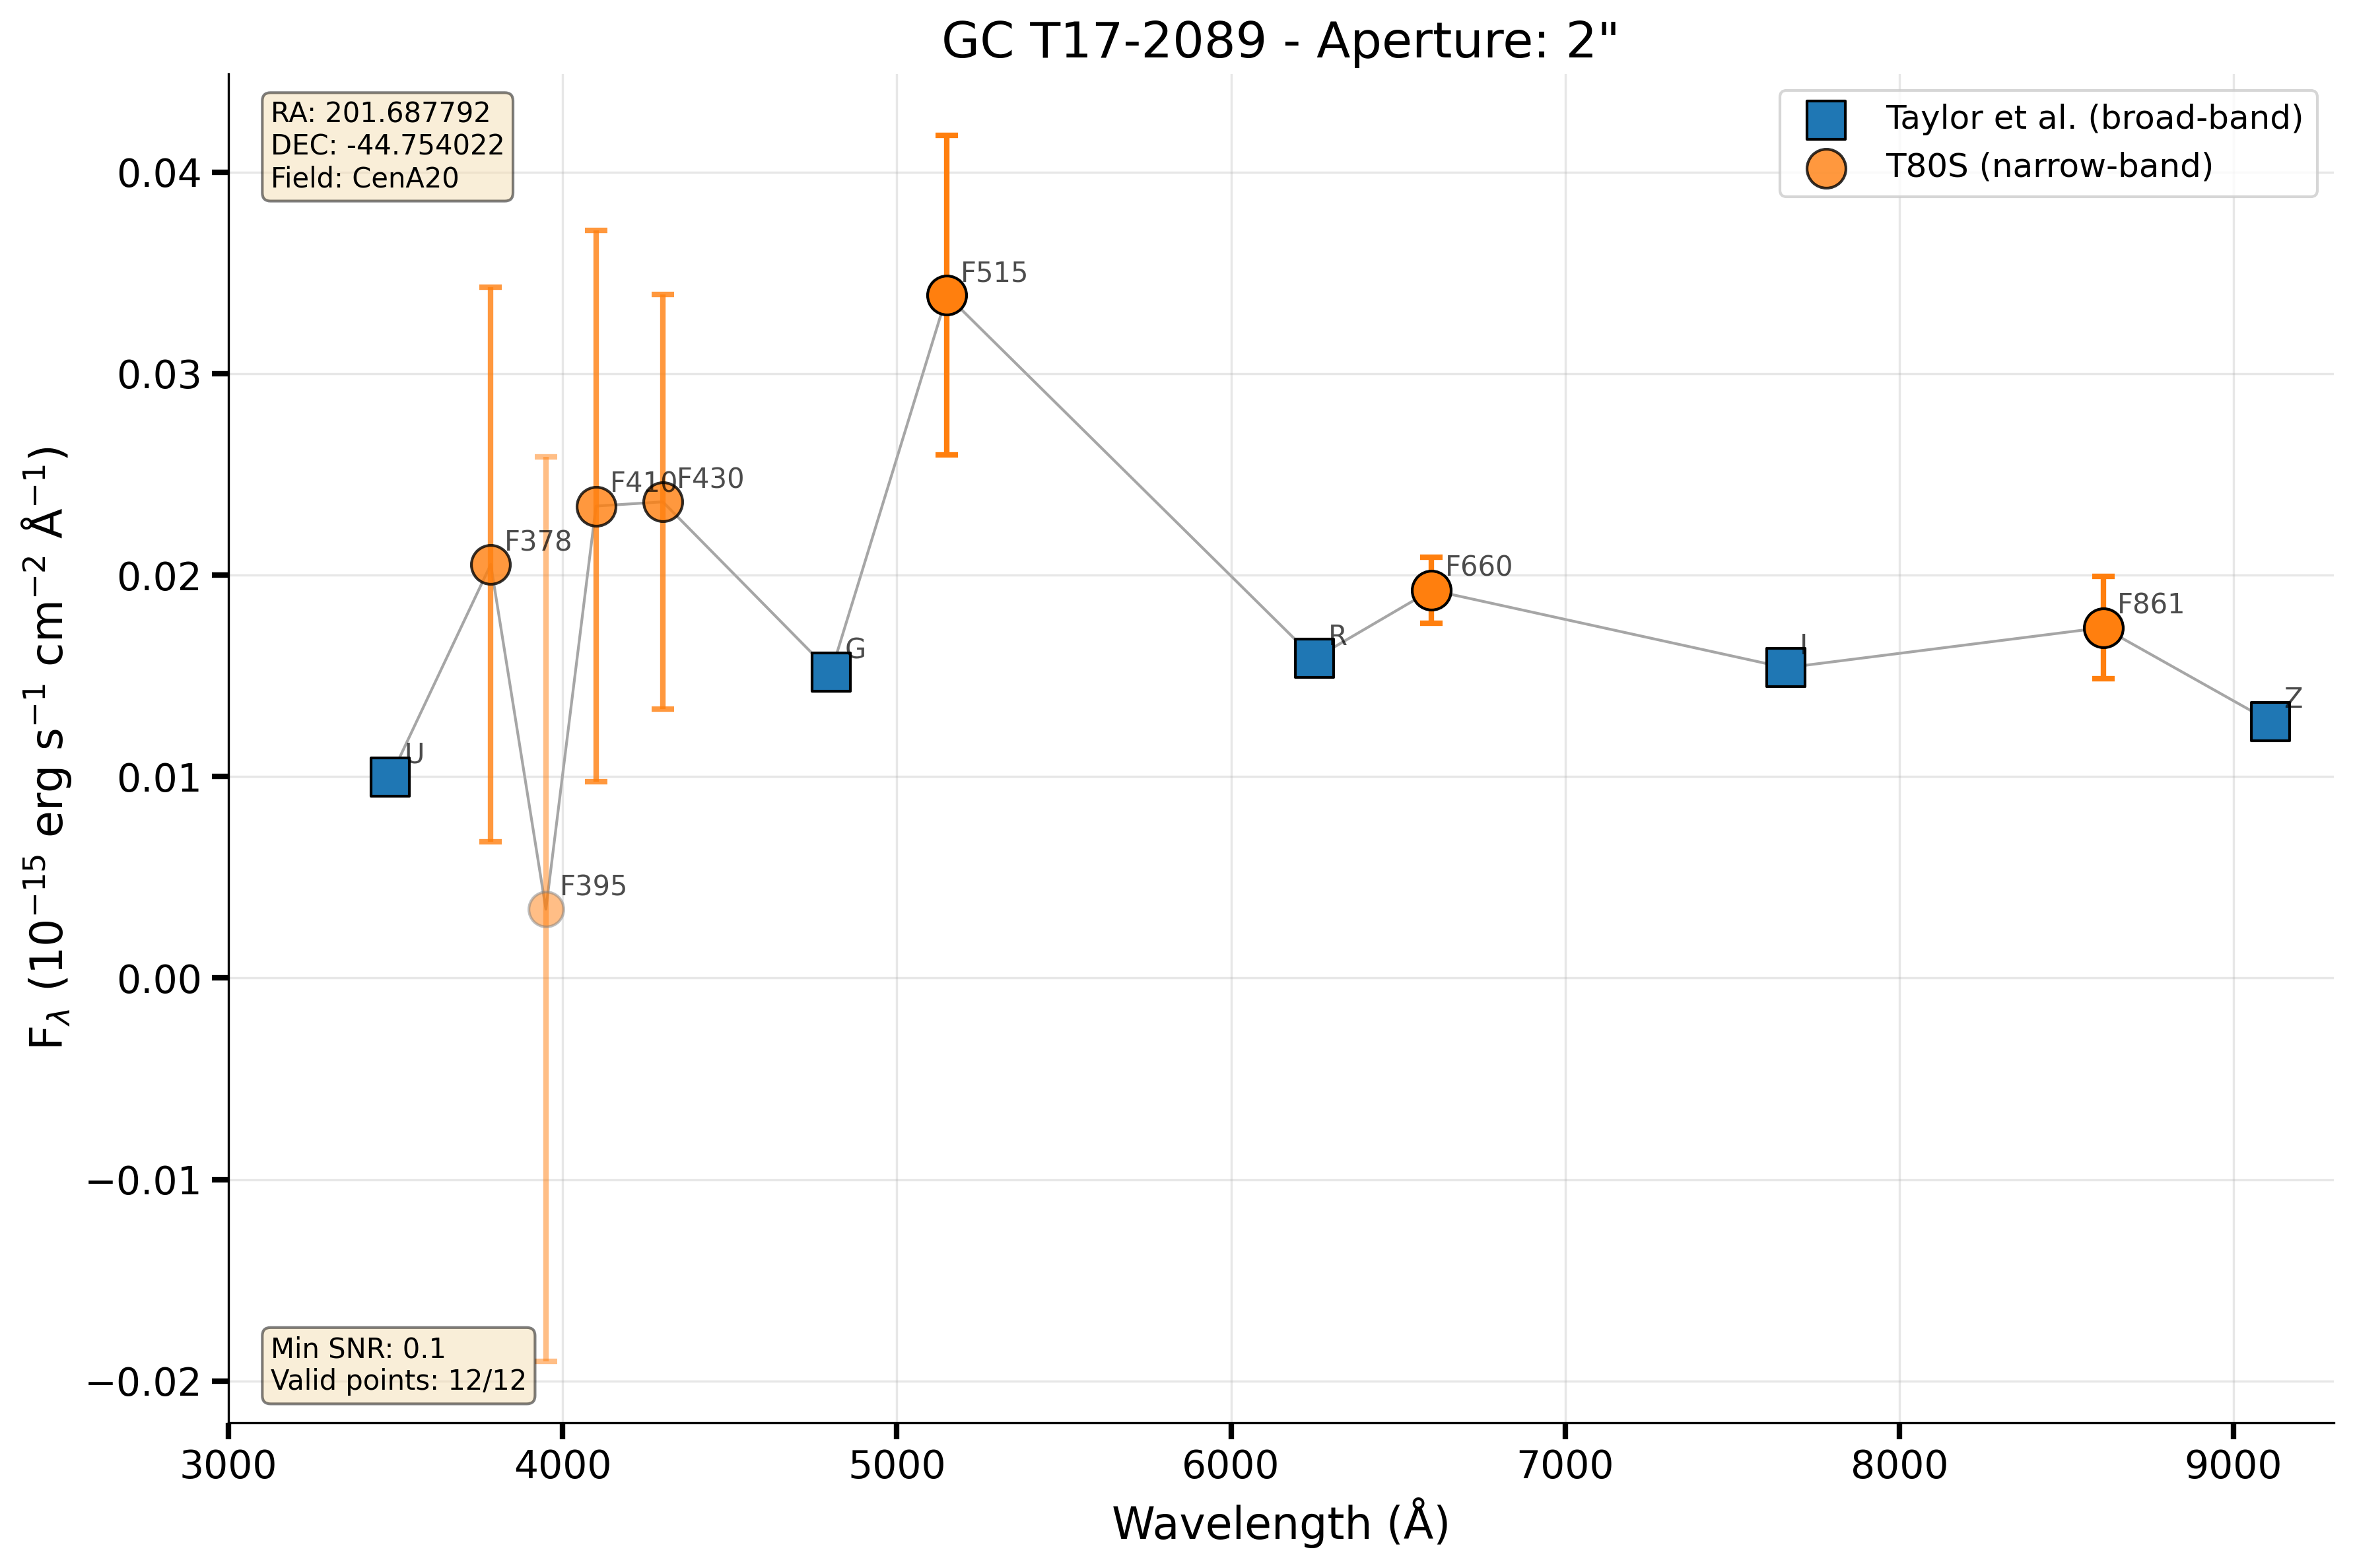 GC T17-2089 - Aperture: 2"
RA: 201.687792
DEC: -44.754022
Field: CenA20
Taylor et al. (broad-band)
T80S (narrow-band)
0.04
0.03
0.02
0.01
0.00
−0.01
−0.02
F515
F410
F430
F378
F660
F861
G
R
I
Z
U
F395
Min SNR: 0.1
Valid points: 12/12
3000
4000
5000
6000
7000
8000
9000
Wavelength (Å)
Fλ (10⁻¹⁵ erg s⁻¹ cm⁻² Å⁻¹)